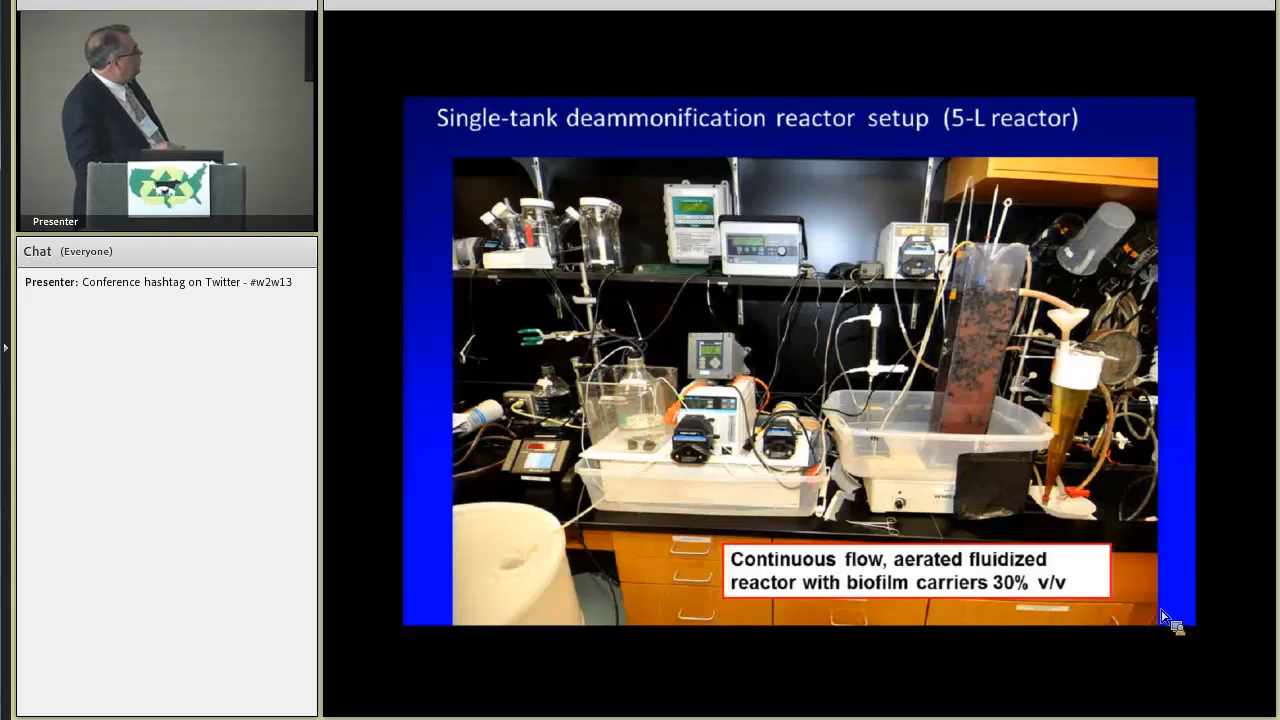 Presenter
Chat (Everyone)
Presenter: Conference hashtag on Twitter - #w2w13
Single-tank deammonification reactor setup (5-L reactor)
Continuous flow, aerated fluidized
reactor with biofilm carriers 30% v/v